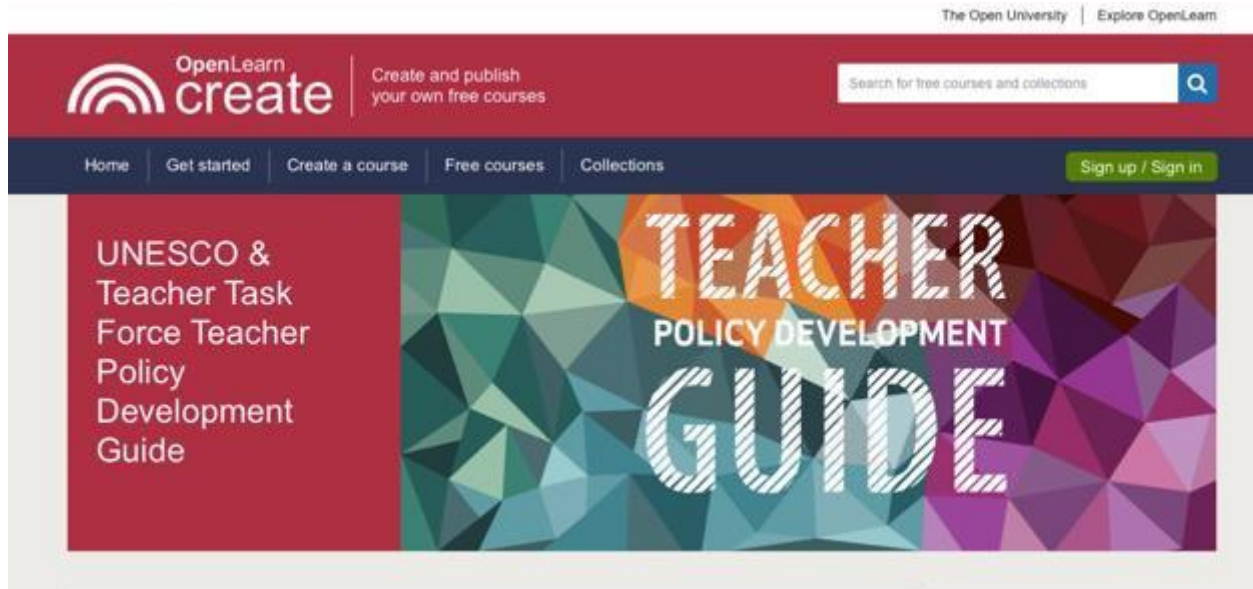 The Open University | Explore OpenLearn
OpenLearn
create
Create and publish
your own free courses
Search for free courses and collections
Home
Get started
Create a course
Free courses
Collections
Sign up / Sign in
UNESCO &
Teacher Task
Force Teacher
Policy
Development
Guide
TEACHER
POLICY DEVELOPMENT
GUIDE